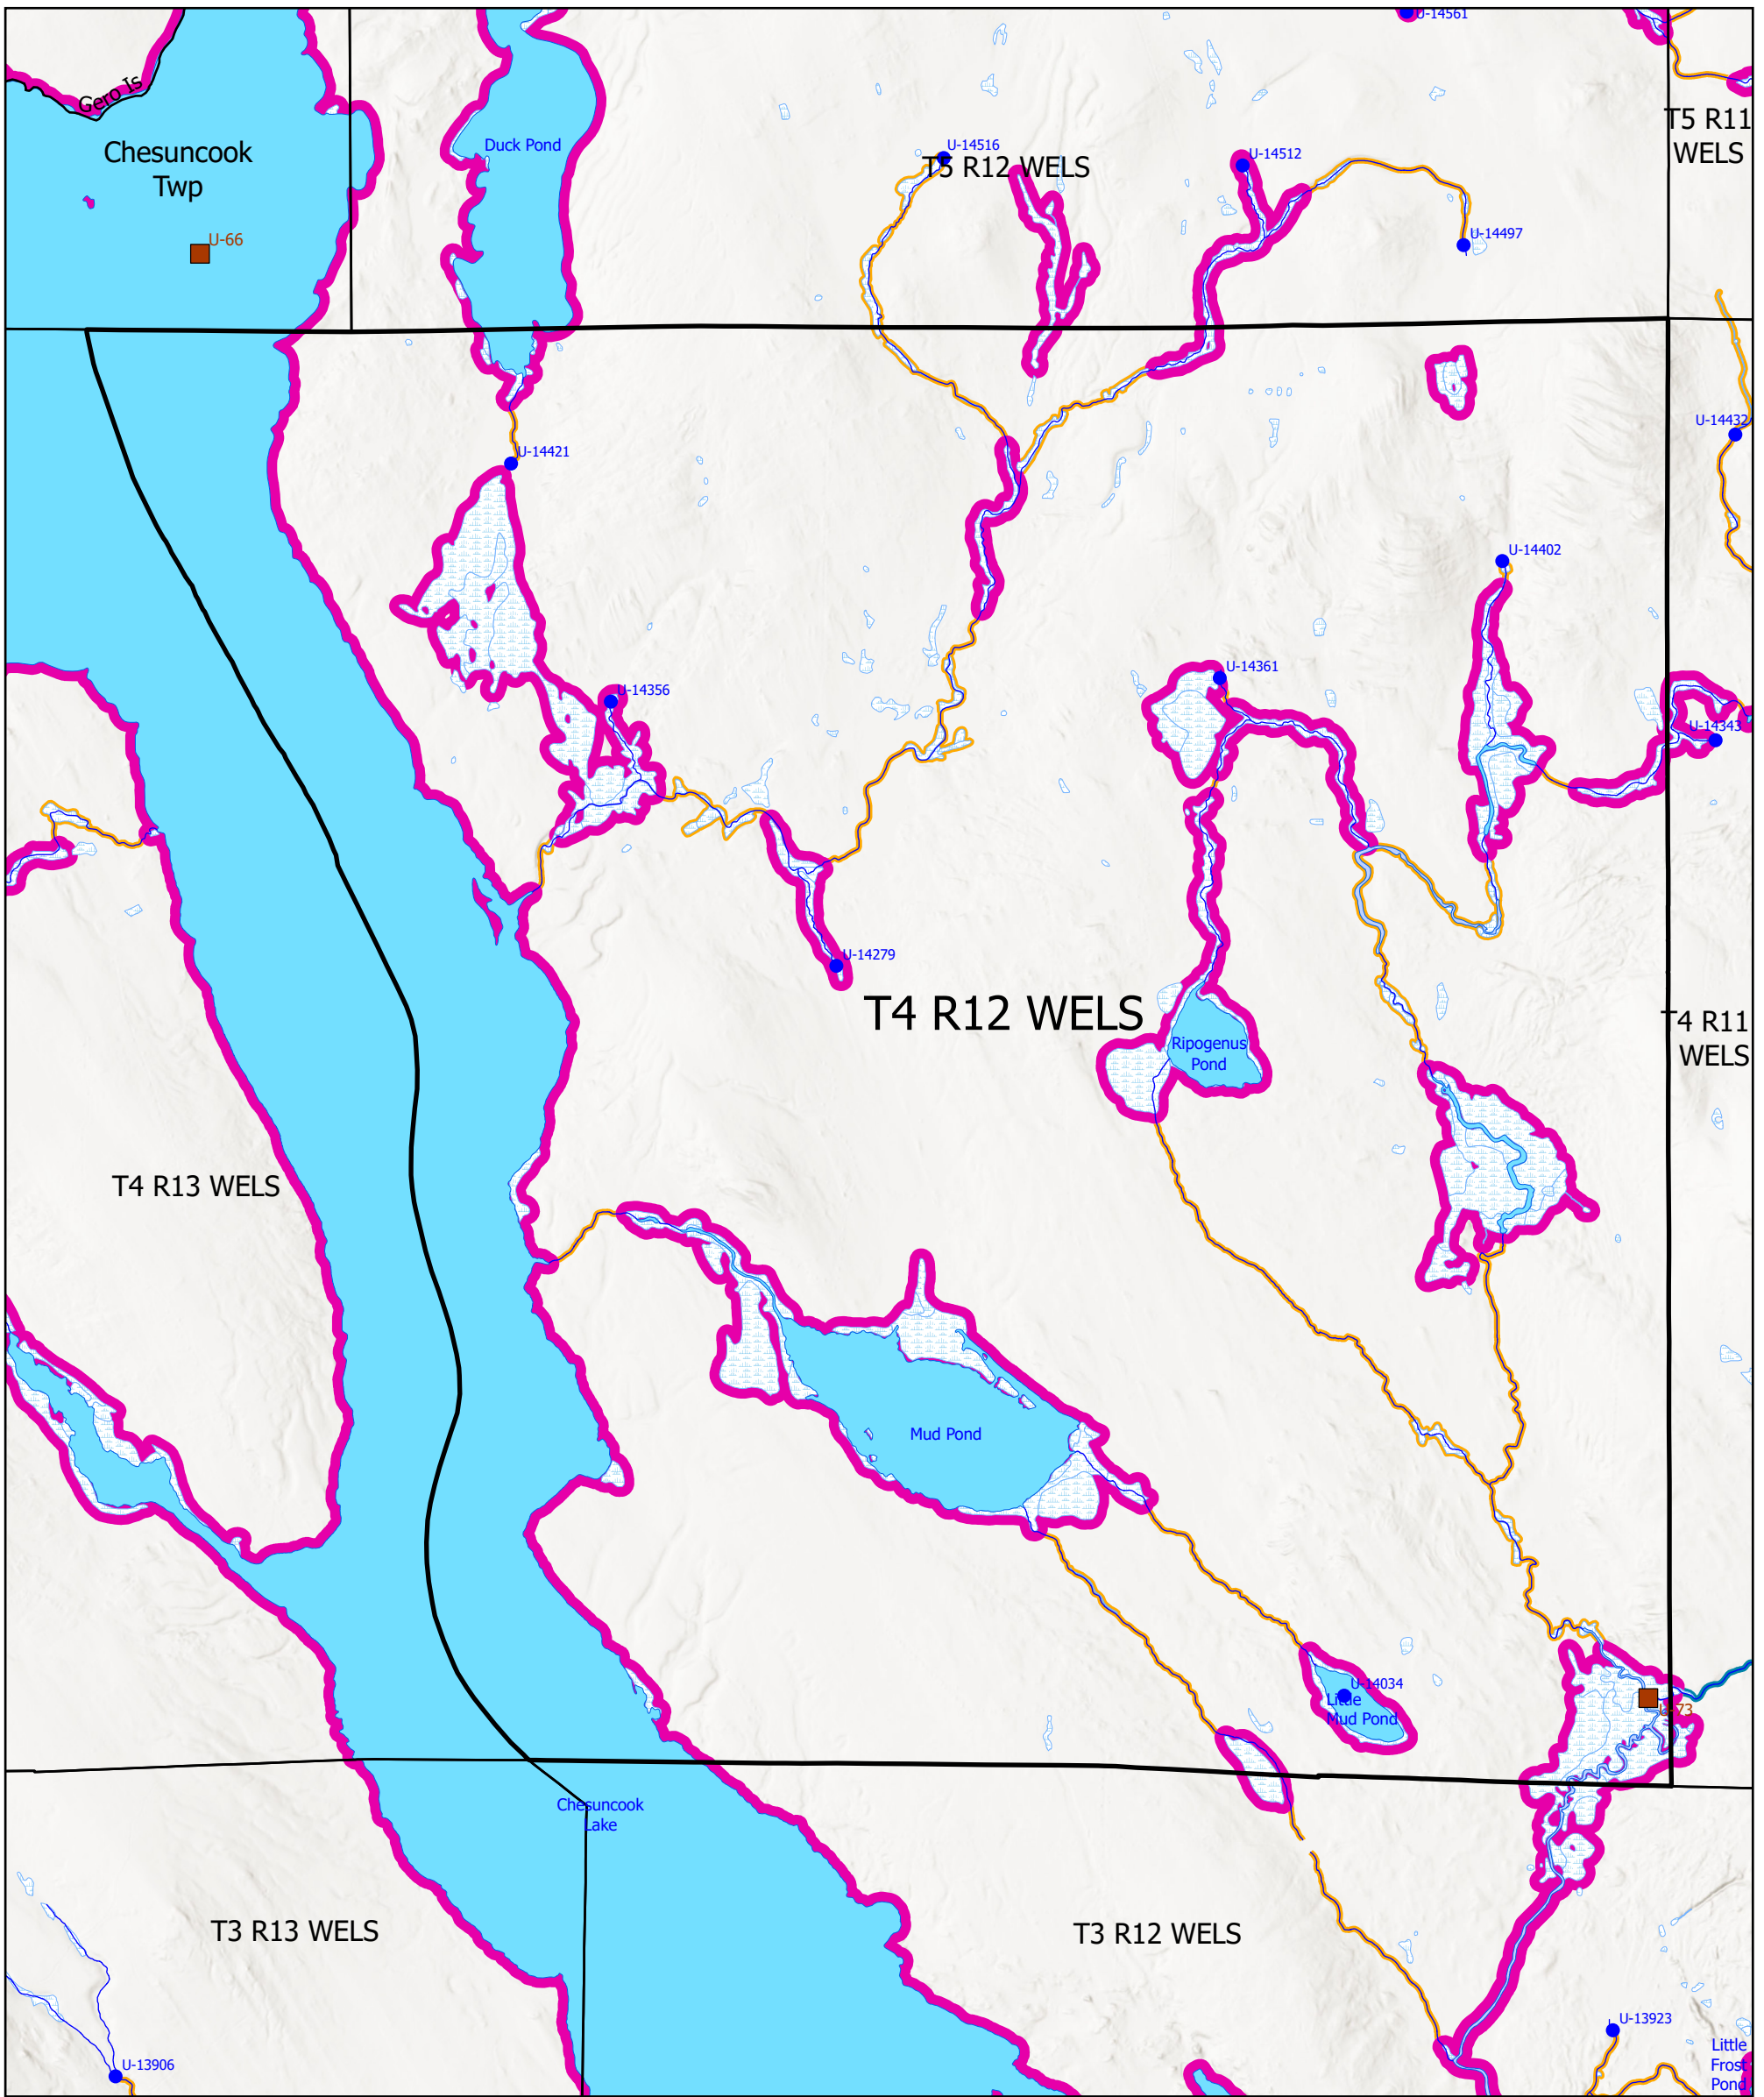 U-14561
Gero Is
T5 R11
WELS
Chesuncook
Twp
Duck Pond
U-14516
T5 R12 WELS
U-14512
U-66
U-14497
U-14432
U-14421
U-14402
U-14361
U-14356
U-14343
U-14279
T4 R12 WELS
T4 R11
WELS
Ripogenus
Pond
T4 R13 WELS
Mud Pond
U-14034
Little
Mud Pond
U-73
Chesuncook
Lake
T3 R13 WELS
T3 R12 WELS
U-13923
Little
Frost
Pond
U-13906